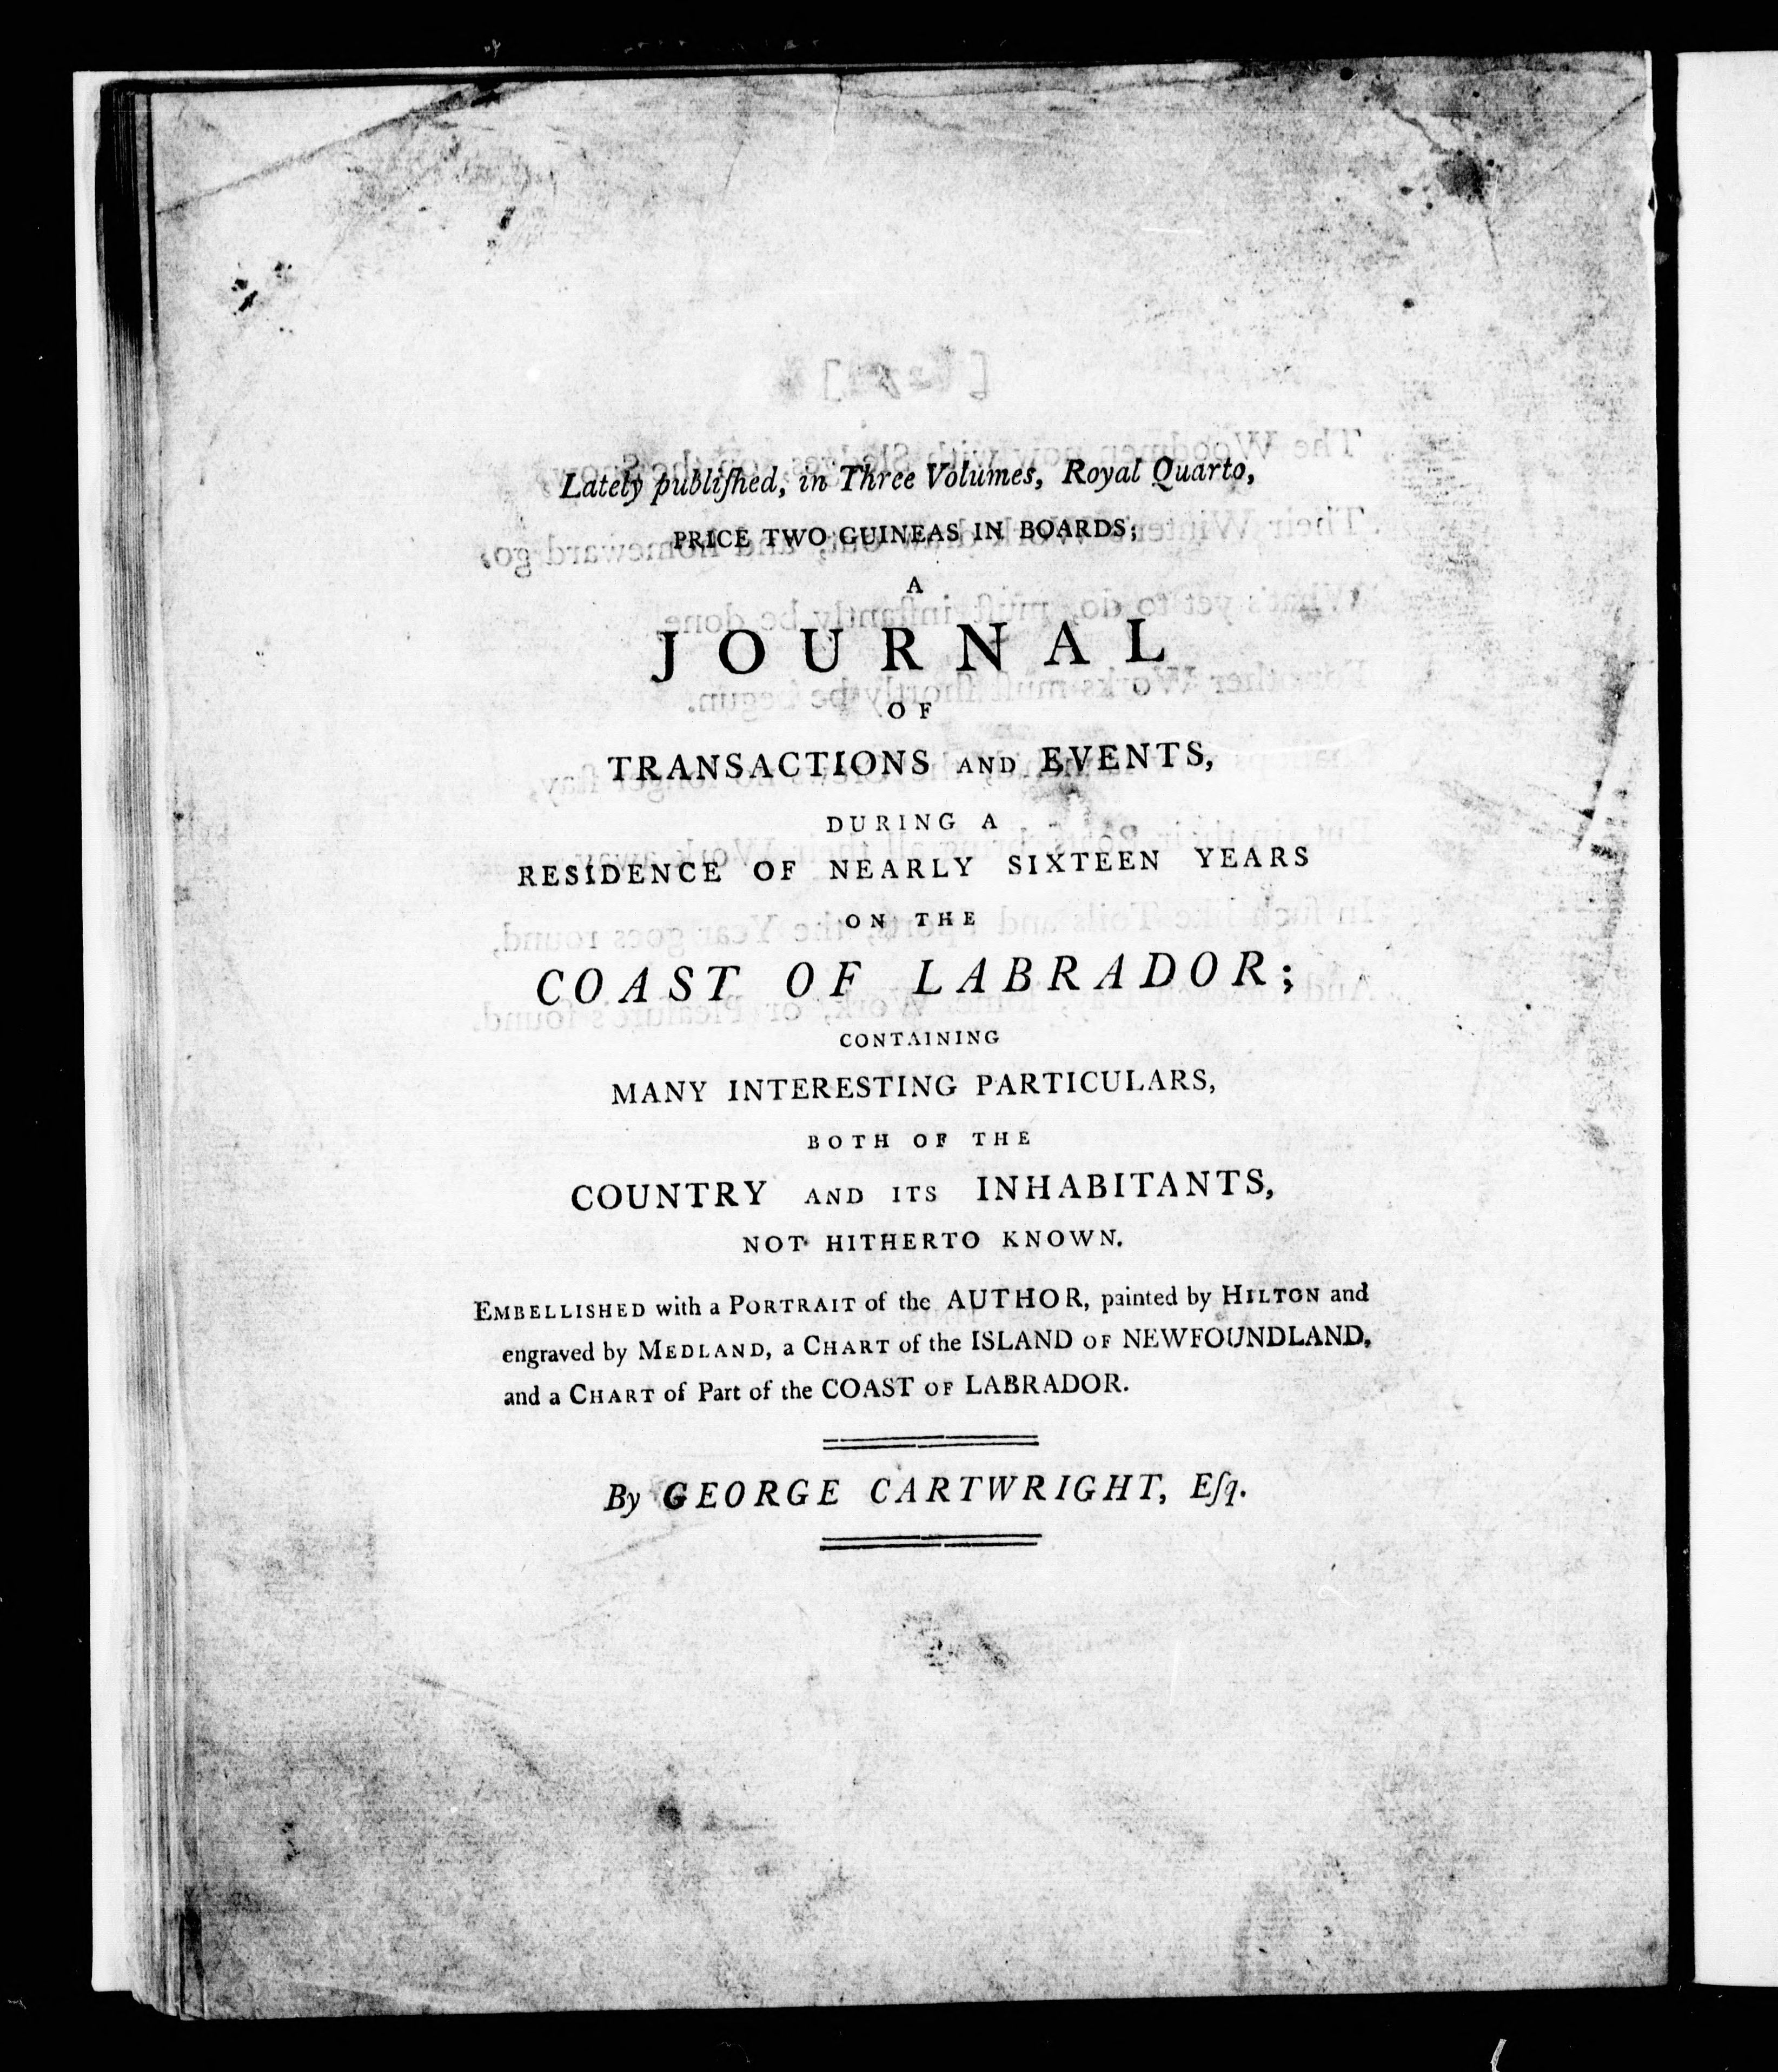 Lately publiſhed, in Three Volumes, Royal Quarto,
PRICE TWO GUINEAS IN BOARDS;
A
JOURNAL
OF
TRANSACTIONS AND EVENTS,
DURING A
RESIDENCE OF NEARLY SIXTEEN YEARS
ON THE
COAST OF LABRADOR;
CONTAINING
MANY INTERESTING PARTICULARS,
BOTH OF THE
COUNTRY AND ITS INHABITANTS,
NOT HITHERTO KNOWN.
EMBELLISHED with a PORTRAIT of the AUTHOR, painted by HILTON and
engraved by MEDLAND, a CHART of the ISLAND OF NEWFOUNDLAND,
and a CHART of Part of the COAST OF LABRADOR.
By GEORGE CARTWRIGHT, Eſq.